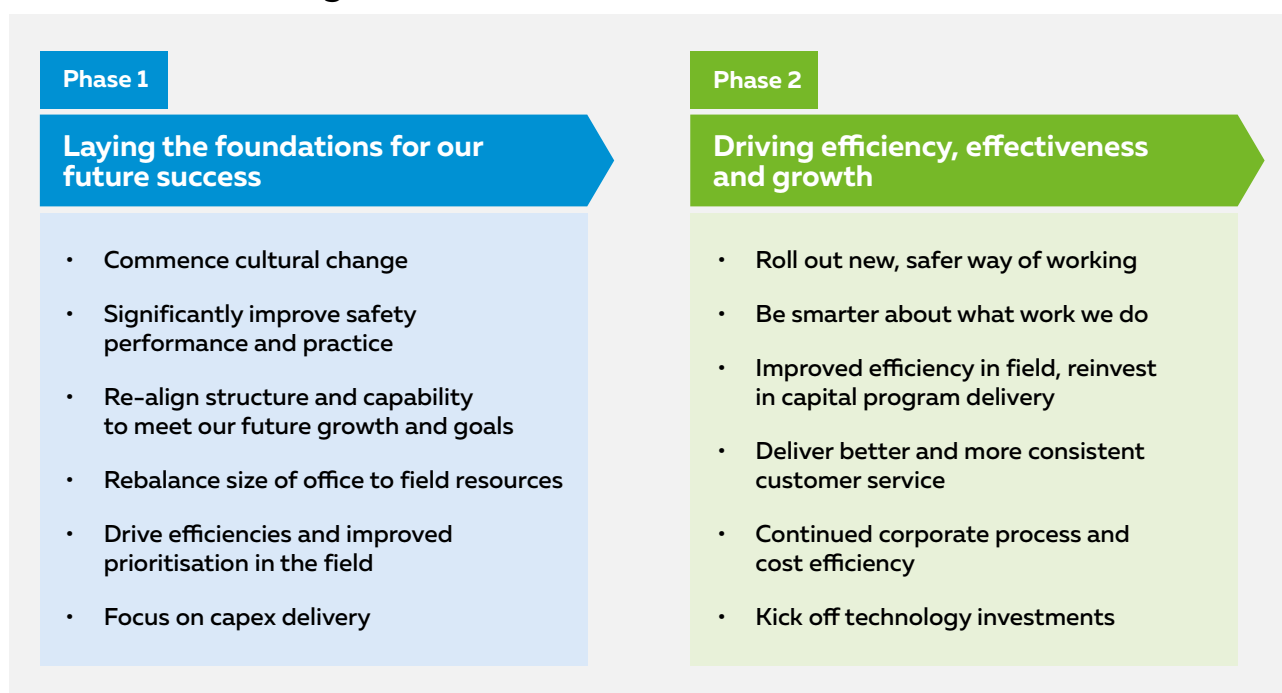 Phase 1
Laying the foundations for our
future success
• Commence cultural change
• Significantly improve safety
performance and practice
• Re-align structure and capability
to meet our future growth and goals
• Rebalance size of office to field resources
• Drive efficiencies and improved
prioritisation in the field
• Focus on capex delivery
Phase 2
Driving efficiency, effectiveness
and growth
• Roll out new, safer way of working
• Be smarter about what work we do
• Improved efficiency in field, reinvest
in capital program delivery
• Deliver better and more consistent
customer service
• Continued corporate process and
cost efficiency
• Kick off technology investments